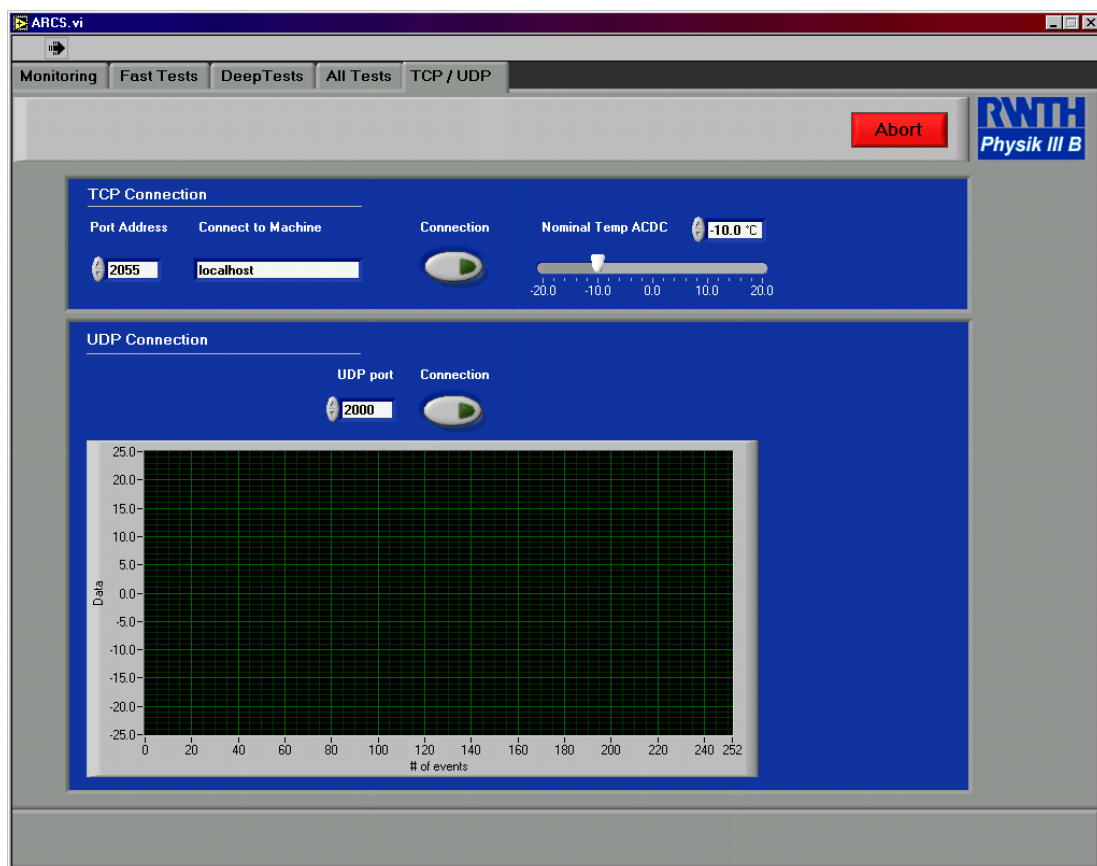 ARCS.vi
Monitoring Fast Tests DeepTests All Tests TCP / UDP
Abort
RWTH
Physik III B
TCP Connection
Port Address Connect to Machine Connection Nominal Temp ACDC -10.0 °C
2055 localhost
-20.0 -10.0 0.0 10.0 20.0
UDP Connection
UDP port Connection
2000
25.0
20.0
15.0
10.0
5.0
0.0
-5.0
-10.0
-15.0
-20.0
-25.0
Data
0 20 40 60 80 100 120 140 160 180 200 220 240 252
# of events